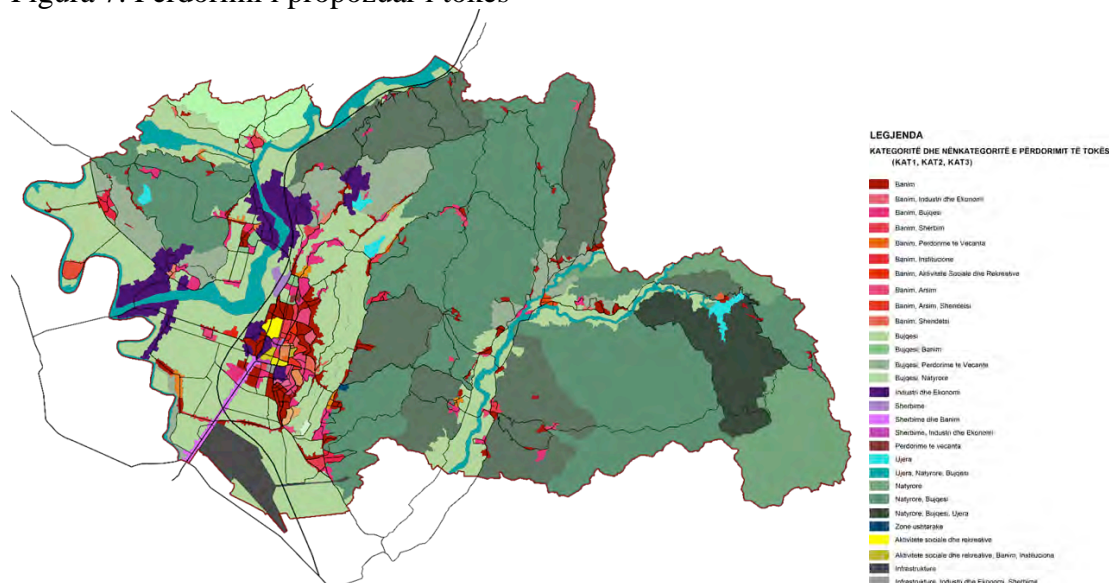 Figura 7. Përdorimi i propozuar i tokës
LEGJENDA
KATEGORITË DHE NËNKATEGORITË E PËRDORIMIT TË TOKËS
(KAT1, KAT2, KAT3)
Banim
Banim, Industri dhe Ekonomi
Banim, Bujqesi
Banim, Sherbim
Banim, Perdorime te Vecanta
Banim, Institucione
Banim, Aktivitete Sociale dhe Rekreative
Banim, Arsim
Banim, Arsim, Shendetsi
Banim, Shendetsi
Bujqesi
Bujqesi, Banim
Bujqesi, Perdorime te Vecante
Bujqesi, Natyrore
Industri dhe Ekonomi
Sherbime
Sherbime dhe Banim
Sherbime, Industri dhe Ekonomi
Perdorime te vecanta
Ujera
Ujera, Natyrore, Bujqesi
Natyrore
Natyrore, Bujqesi
Natyrore, Bujqesi, Ujera
Zone ushtarake
Aktivitete sociale dhe rekreative
Aktivitete sociale dhe rekreative, Banim, Institucione
Infrastrukture
Infrastrukture, Industri dhe Ekonomi, Sherbime